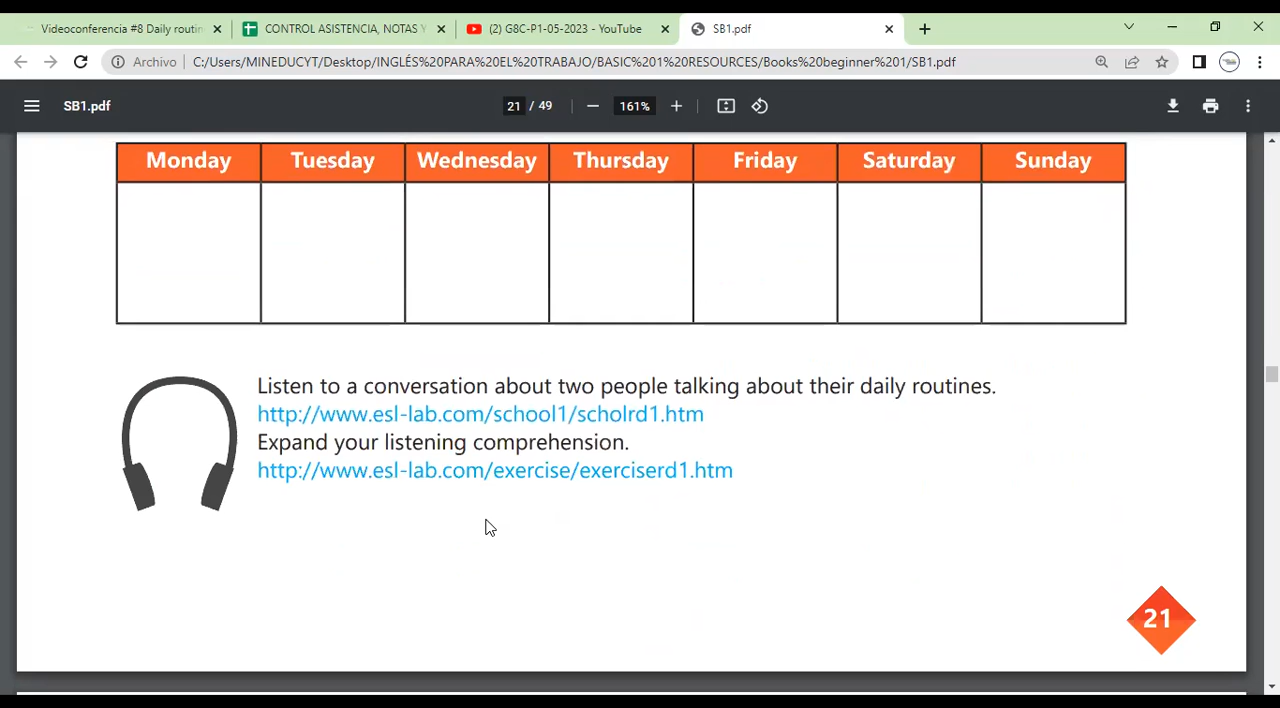 Videoconferencia #8 Daily routin
CONTROL ASISTENCIA, NOTAS Y
(2) G8C-P1-05-2023 - YouTube
SB1.pdf
Archivo
C:/Users/MINEDUCYT/Desktop/INGLÉS%20PARA%20EL%20TRABAJO/BASIC%201%20RESOURCES/Books%20beginner%201/SB1.pdf
SB1.pdf
21 / 49
161%
Monday Tuesday Wednesday Thursday Friday Saturday Sunday
Listen to a conversation about two people talking about their daily routines.
http://www.esl-lab.com/school1/scholrd1.htm
Expand your listening comprehension.
http://www.esl-lab.com/exercise/exerciserd1.htm
21